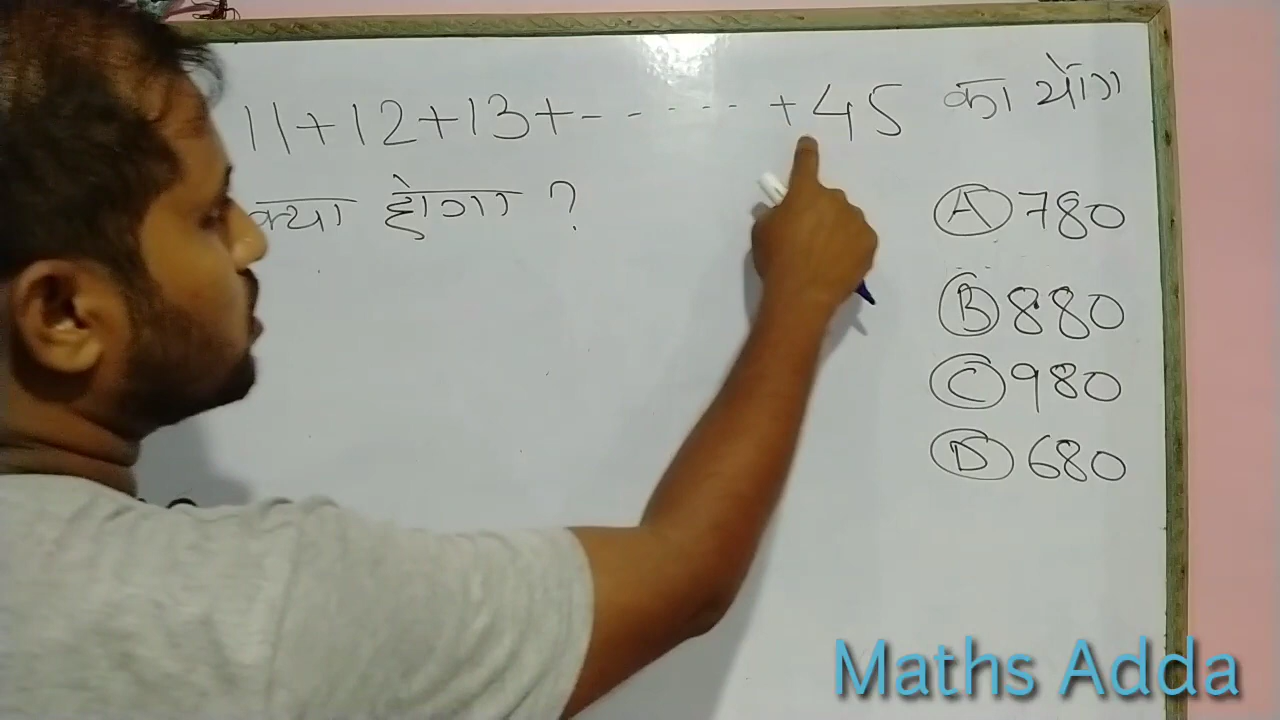 11+12+13+- - - - - - +45 का योग
क्या होगा ?
(A) 780
(B) 880
(C) 980
(D) 680
Maths Adda